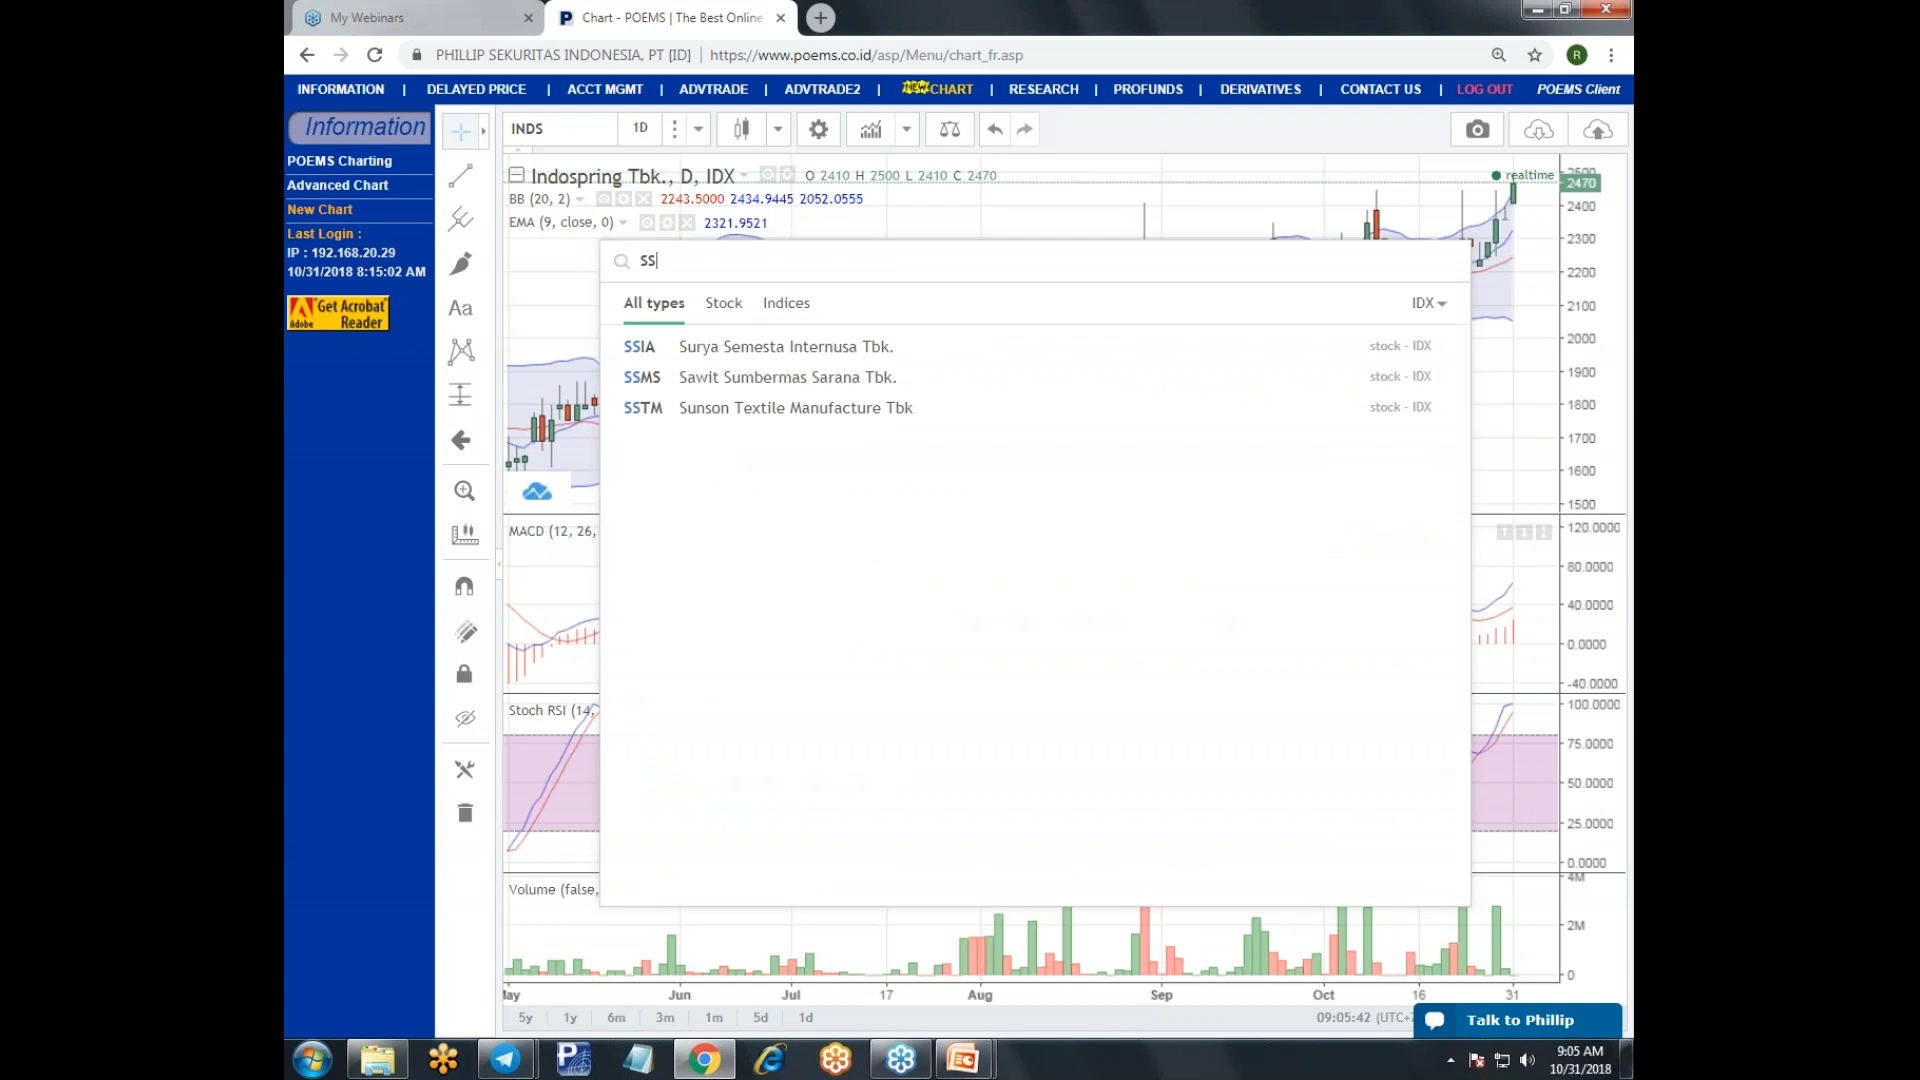 My Webinars
Chart - POEMS | The Best Online
PHILLIP SEKURITAS INDONESIA, PT [ID] | https://www.poems.co.id/asp/Menu/chart_fr.asp
R
INFORMATION | DELAYED PRICE | ACCT MGMT | ADVTRADE | ADVTRADE2 | NEW CHART | RESEARCH | PROFUNDS | DERIVATIVES | CONTACT US | LOG OUT POEMS Client
Information
POEMS Charting
Advanced Chart
New Chart
Last Login :
IP : 192.168.20.29
10/31/2018 8:15:02 AM
Get Acrobat
Adobe Reader
INDS 1D
Aa
Indospring Tbk., D, IDX O 2410 H 2500 L 2410 C 2470
realtime
BB (20, 2) 2243.5000 2434.9445 2052.0555
EMA (9, close, 0) 2321.9521
SS
All types Stock Indices IDX
SSIA Surya Semesta Internusa Tbk. stock - IDX
SSMS Sawit Sumbermas Sarana Tbk. stock - IDX
SSTM Sunson Textile Manufacture Tbk stock - IDX
2500
2470
2400
2300
2200
2100
2000
1900
1800
1700
1600
1500
MACD (12, 26,
120.0000
80.0000
40.0000
0.0000
-40.0000
Stoch RSI (14,
100.0000
75.0000
50.0000
25.0000
0.0000
Volume (false,
4M
2M
0
May Jun Jul 17 Aug Sep Oct 16 31
5y 1y 6m 3m 1m 5d 1d
09:05:42 (UTC+7
Talk to Phillip
9:05 AM
10/31/2018